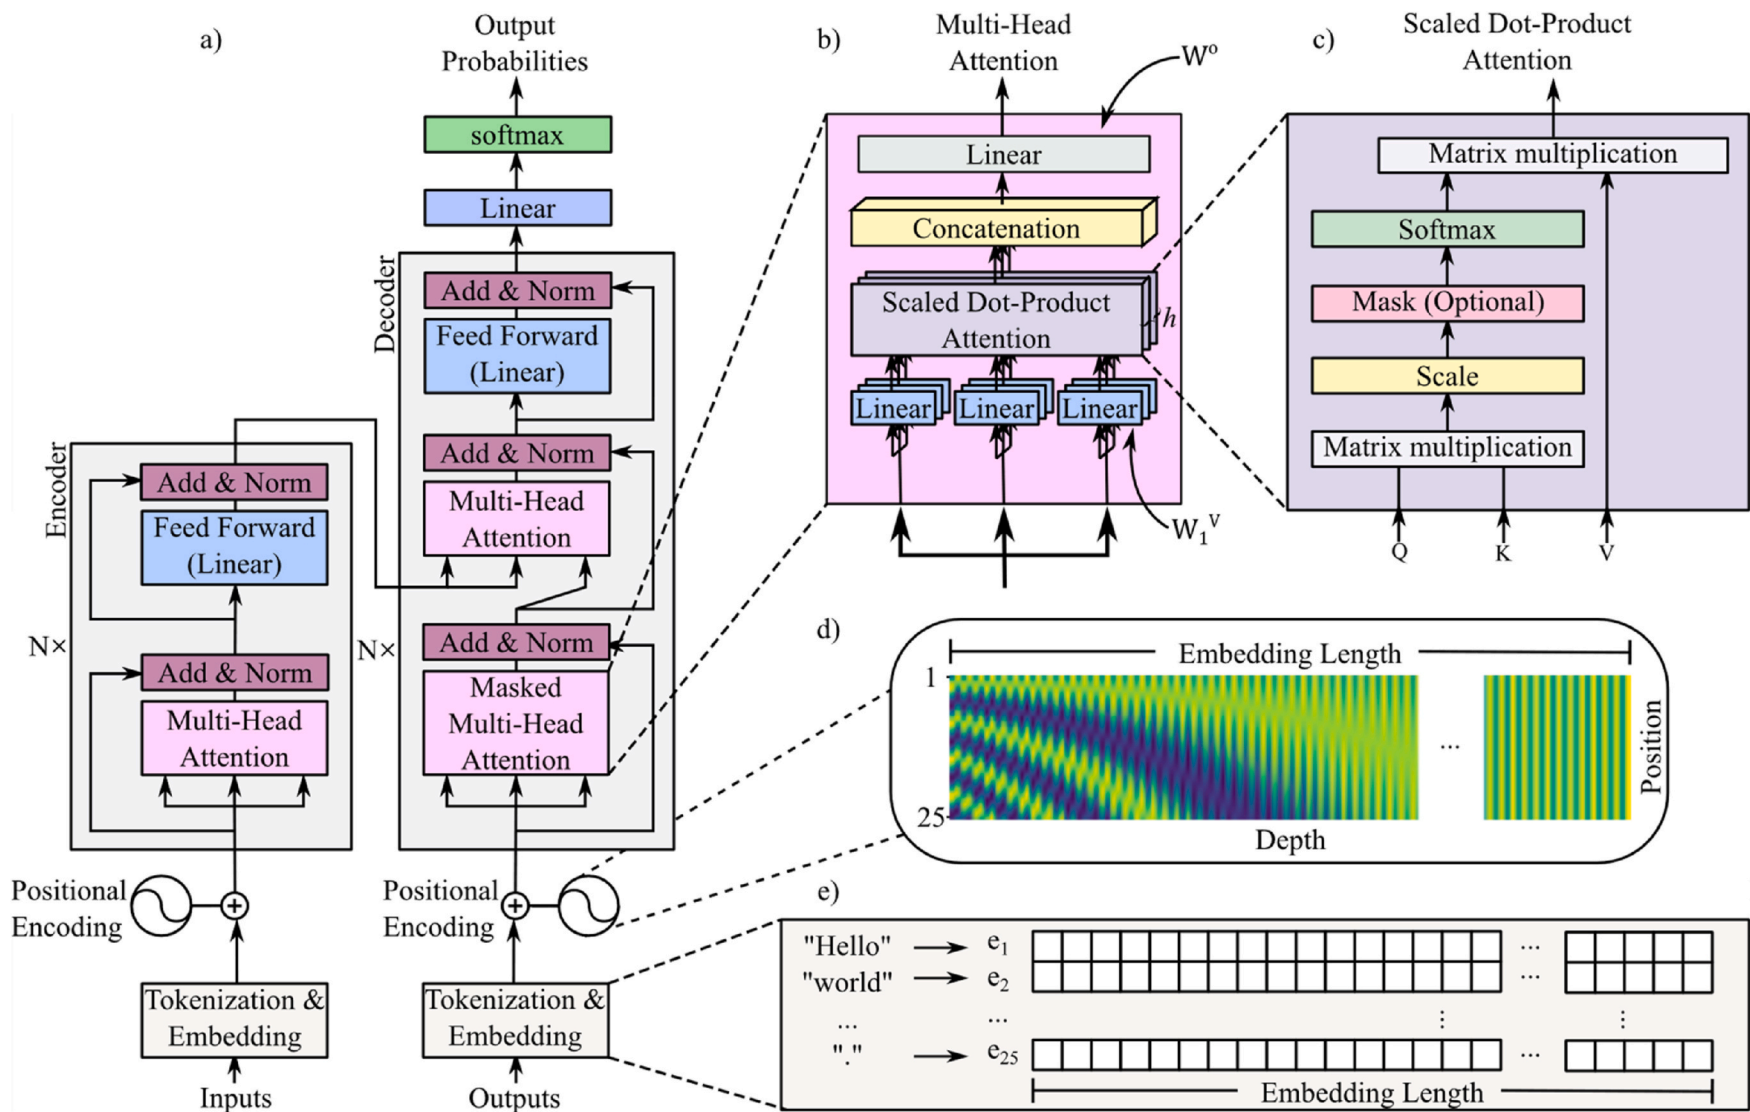 a)
Output
Probabilities
softmax
Linear
Decoder
Add & Norm
Feed Forward
(Linear)
Add & Norm
Multi-Head
Attention
N×
Add & Norm
Masked
Multi-Head
Attention
Encoder
Add & Norm
Feed Forward
(Linear)
N×
Add & Norm
Multi-Head
Attention
Positional
Encoding
+
Positional
Encoding
+
Tokenization &
Embedding
Tokenization &
Embedding
Inputs
Outputs
b)
Multi-Head
Attention
Wᵒ
Linear
Concatenation
Scaled Dot-Product
Attention
h
Linear
Linear
Linear
W₁ⱽ
c)
Scaled Dot-Product
Attention
Matrix multiplication
Softmax
Mask (Optional)
Scale
Matrix multiplication
Q
K
V
d)
Embedding Length
1
...
Position
25
Depth
e)
"Hello" e₁ ...
"world" e₂ ...
... ... ⋮ ⋮
"." e₂₅ ...
Embedding Length